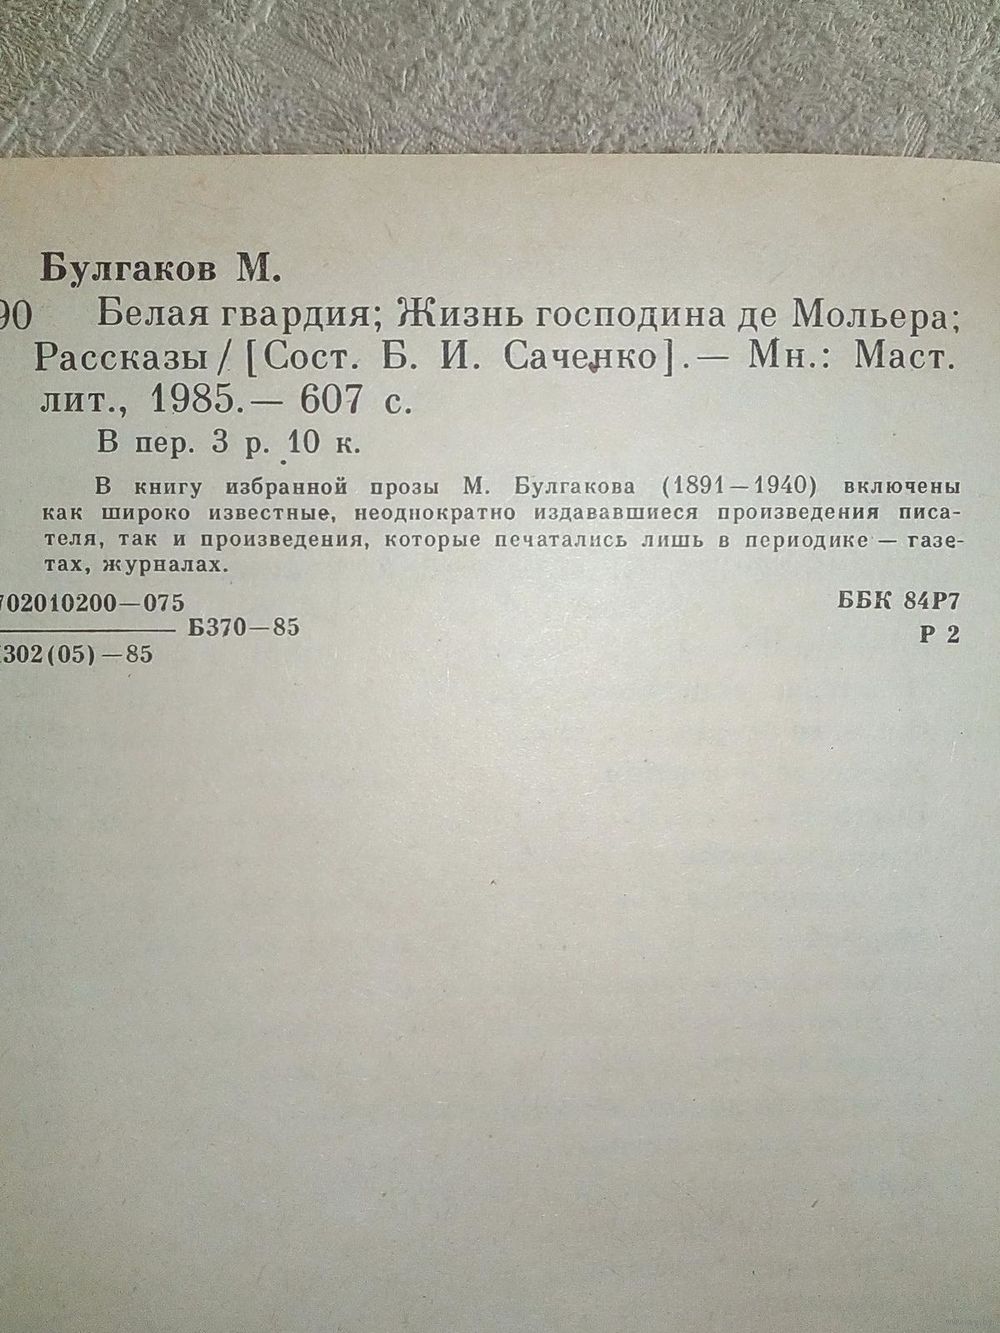 Булгаков М.
90 Белая гвардия; Жизнь господина де Мольера;
Рассказы / [Сост. Б. И. Саченко].— Мн.: Маст.
лит., 1985.— 607 с.
В пер. 3 р. 10 к.
В книгу избранной прозы М. Булгакова (1891—1940) включены
как широко известные, неоднократно издававшиеся произведения писа-
теля, так и произведения, которые печатались лишь в периодике — газе-
тах, журналах.
702010200—075
Б370—85
302(05)—85
ББК 84Р7
Р 2